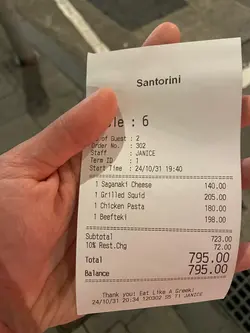 Santorini
le : 6
of Guest : 2
Order No. : 302
Staff : JANICE
Term ID : 1
Start Time : 24/10/31 19:40
1 Saganaki Cheese 140.00
1 Grilled Squid 205.00
1 Chicken Pasta 180.00
1 Beefteki 198.00
Subtotal 723.00
10% Rest.Chg 72.00
Total 795.00
Balance 795.00
Thank you! Eat Like A Greek!
24/10/31 20:34 120302 JANICE